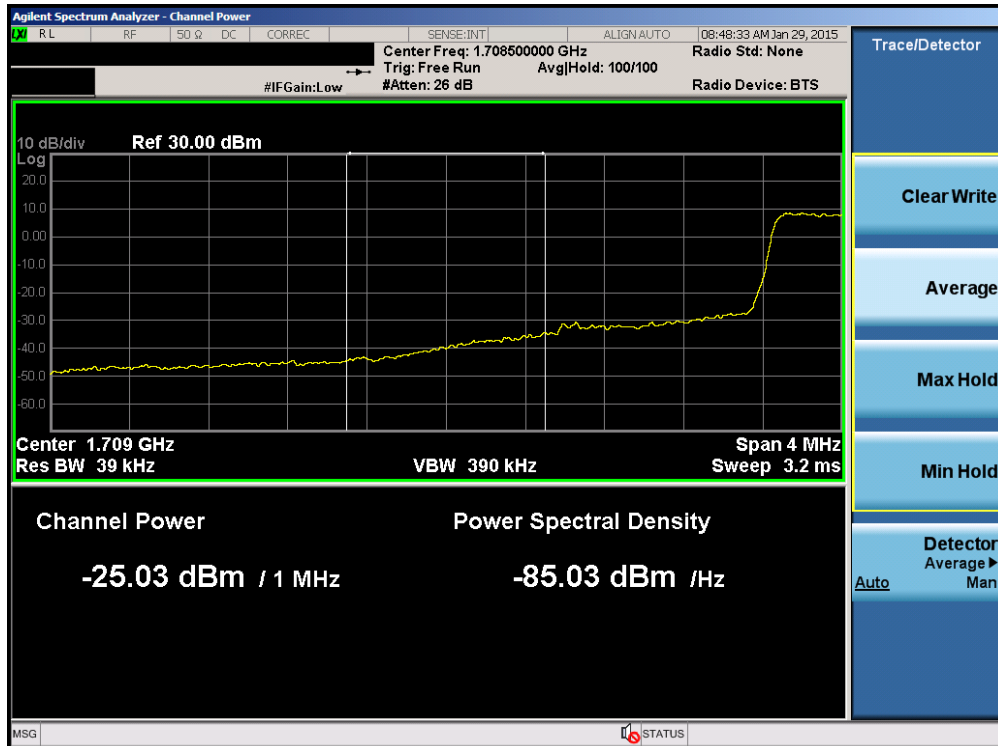 Agilent Spectrum Analyzer - Channel Power
LXI RL RF 50 Ω DC CORREC SENSE:INT ALIGN AUTO 08:48:33 AM Jan 29, 2015
Center Freq: 1.708500000 GHz Radio Std: None
Trig: Free Run Avg|Hold: 100/100
#IFGain:Low #Atten: 26 dB Radio Device: BTS
10 dB/div Ref 30.00 dBm
Log
20.0
10.0
0.00
-10.0
-20.0
-30.0
-40.0
-50.0
-60.0
Center 1.709 GHz Span 4 MHz
Res BW 39 kHz VBW 390 kHz Sweep 3.2 ms
Channel Power Power Spectral Density
-25.03 dBm / 1 MHz -85.03 dBm /Hz
MSG STATUS
Trace/Detector
Clear Write
Average
Max Hold
Min Hold
Detector
Average▶
Auto Man